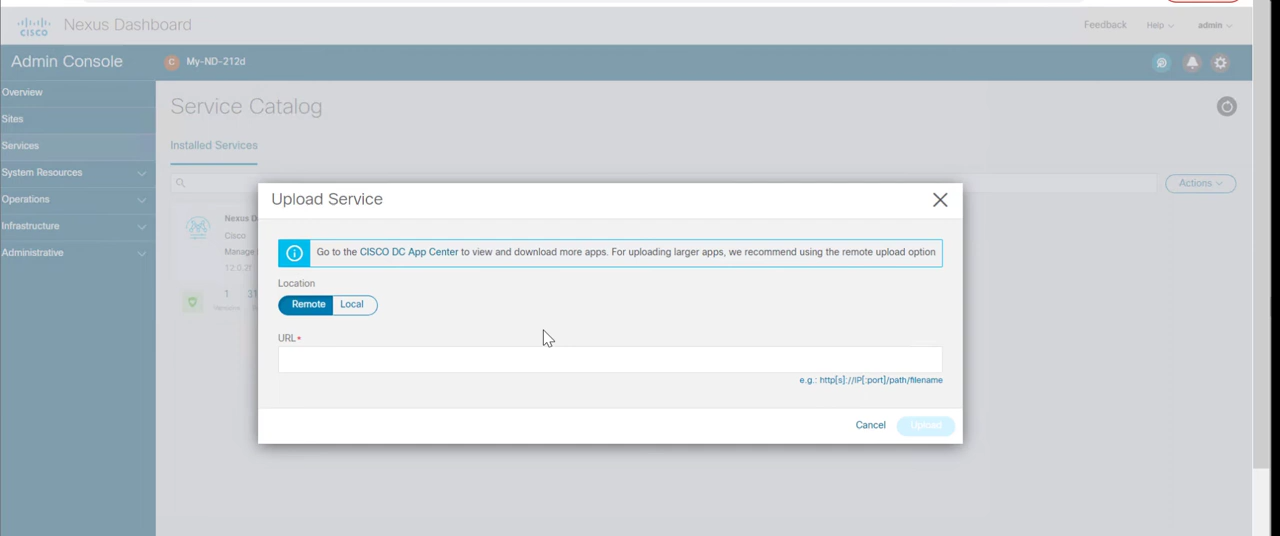 CISCO
Nexus Dashboard
Feedback
Help
admin
Admin Console
C
My-ND-212d
Overview
Sites
Services
System Resources
Operations
Infrastructure
Administrative
Service Catalog
Installed Services
Actions
Nexus D
Cisco
Manage
12.0.2f
1 31
Upload Service
Go to the CISCO DC App Center to view and download more apps. For uploading larger apps, we recommend using the remote upload option
Location
Remote Local
URL*
e.g.: http[s]://IP[:port]/path/filename
Cancel
Upload